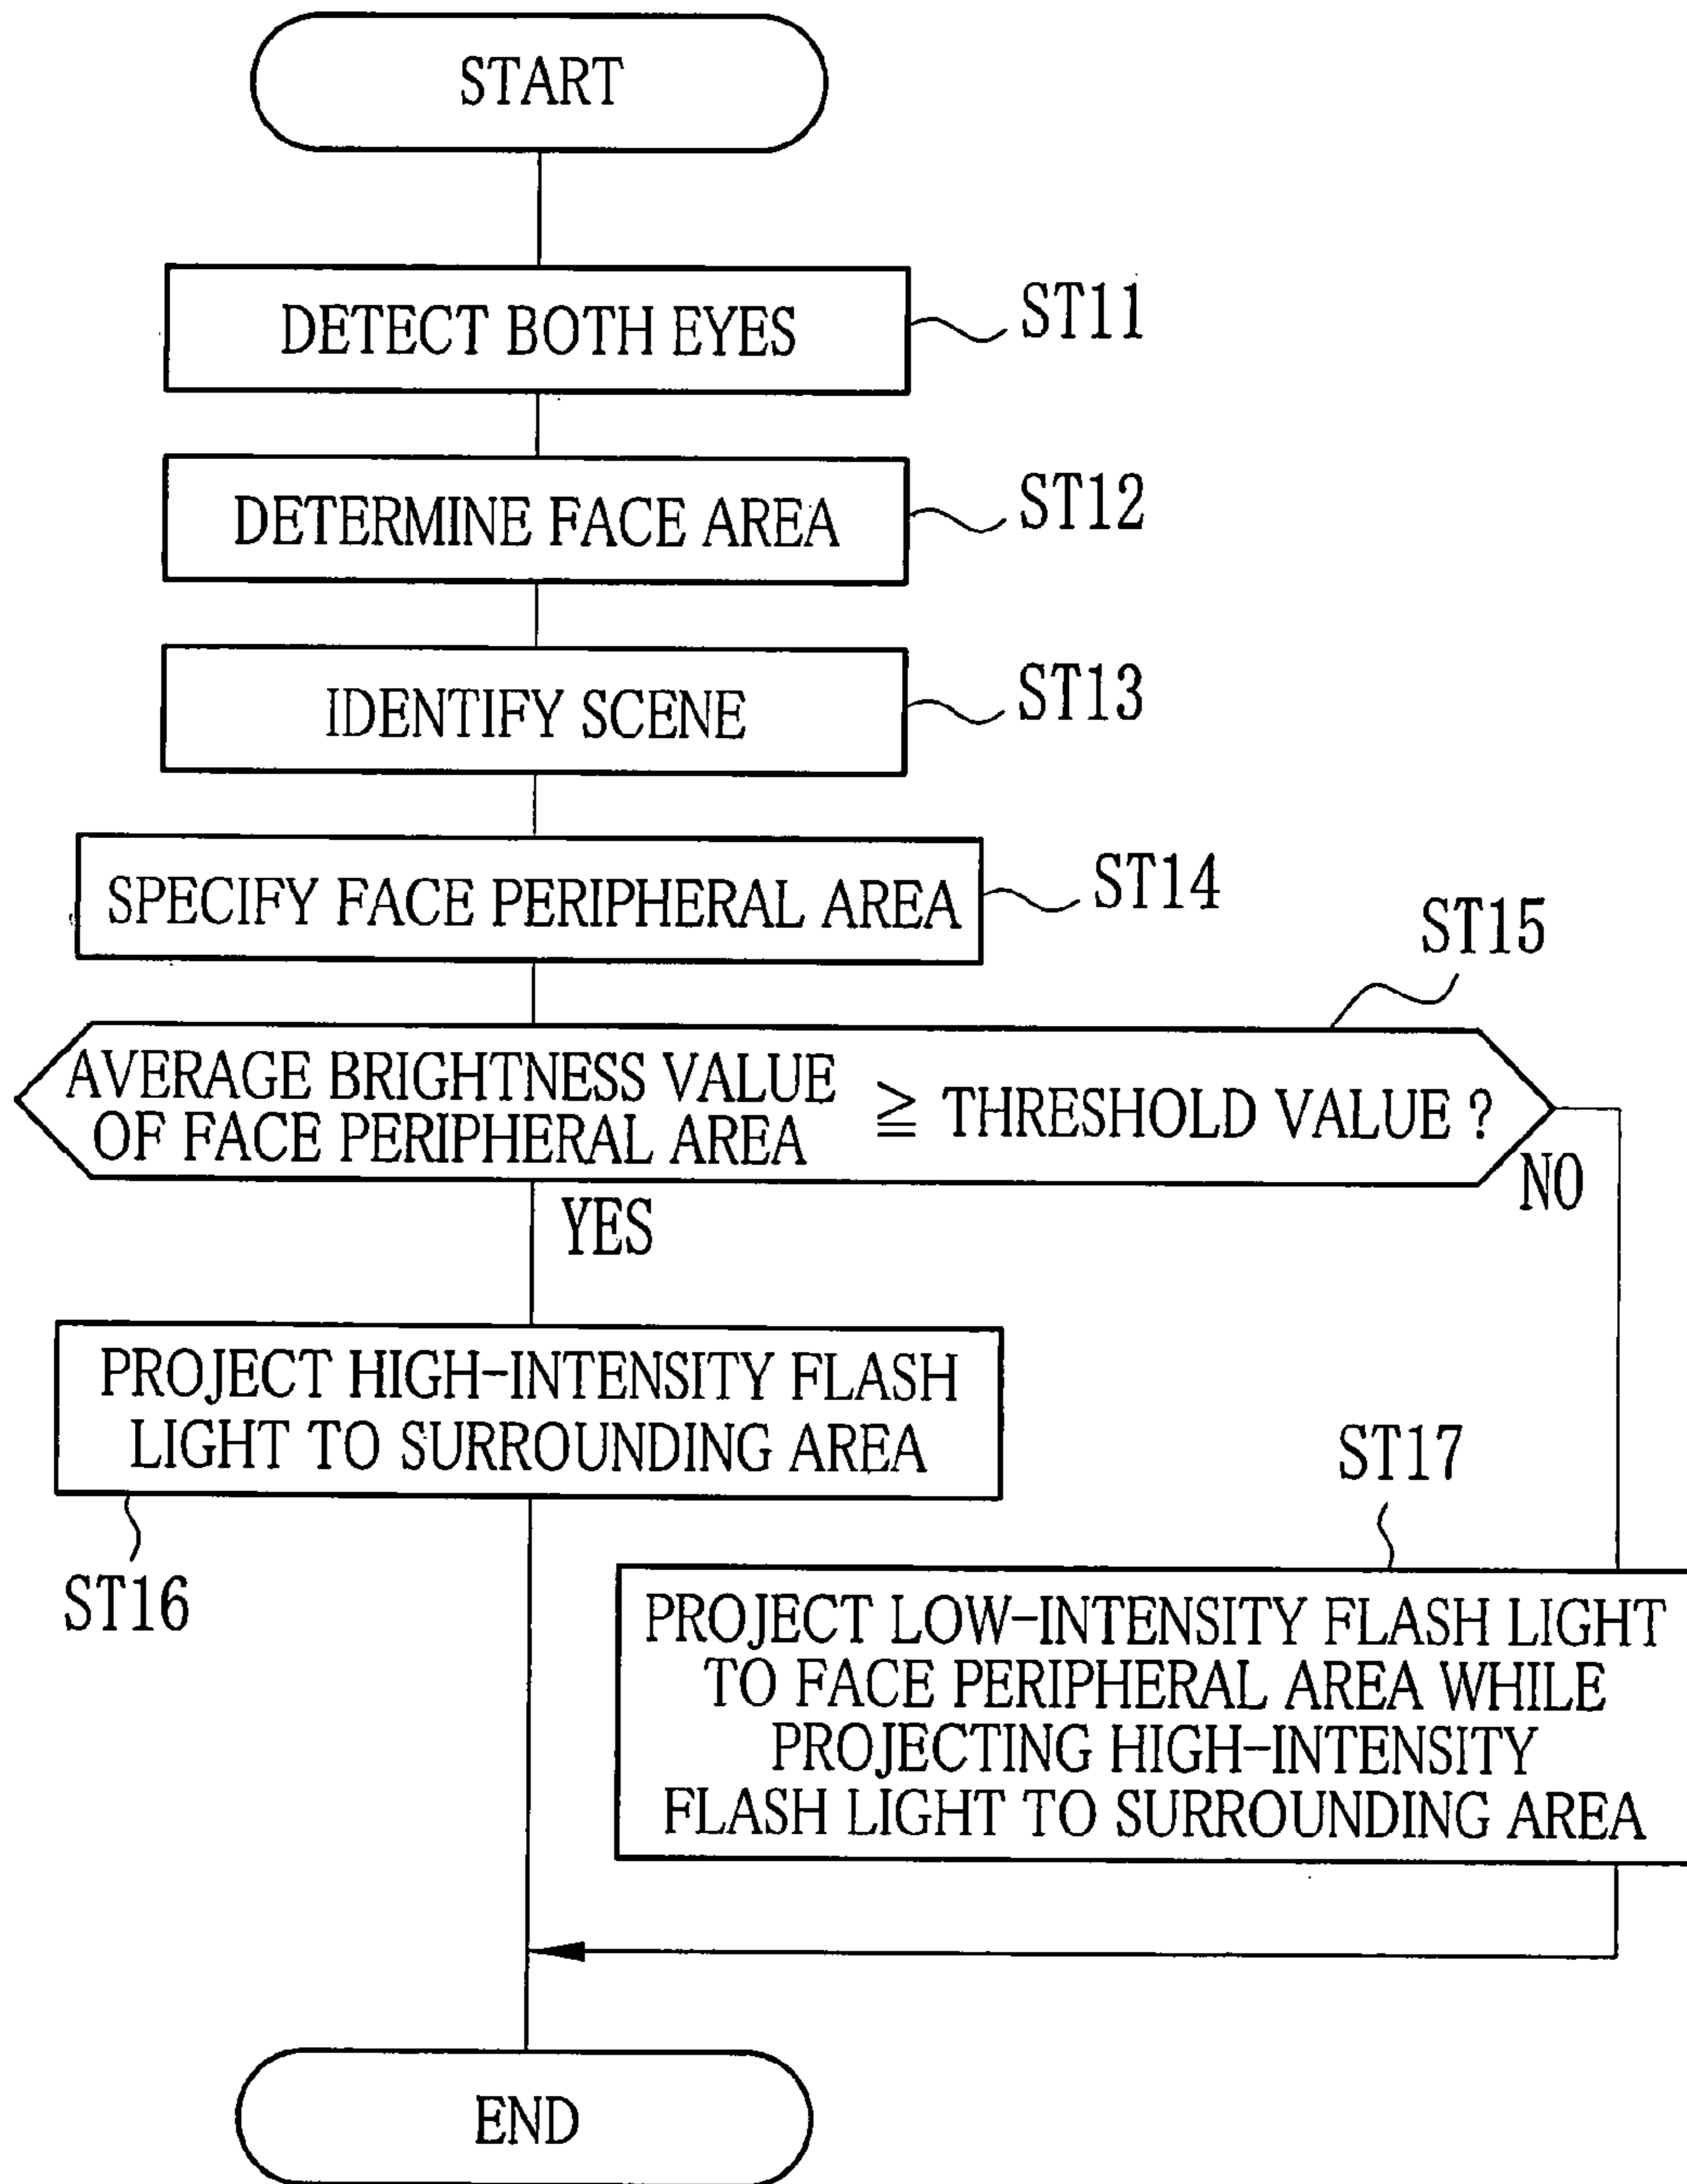 START
DETECT BOTH EYES
ST11
DETERMINE FACE AREA
ST12
IDENTIFY SCENE
ST13
SPECIFY FACE PERIPHERAL AREA
ST14
ST15
AVERAGE BRIGHTNESS VALUE
OF FACE PERIPHERAL AREA
≧ THRESHOLD VALUE ?
NO
YES
PROJECT HIGH-INTENSITY FLASH
LIGHT TO SURROUNDING AREA
ST16
ST17
PROJECT LOW-INTENSITY FLASH LIGHT
TO FACE PERIPHERAL AREA WHILE
PROJECTING HIGH-INTENSITY
FLASH LIGHT TO SURROUNDING AREA
END